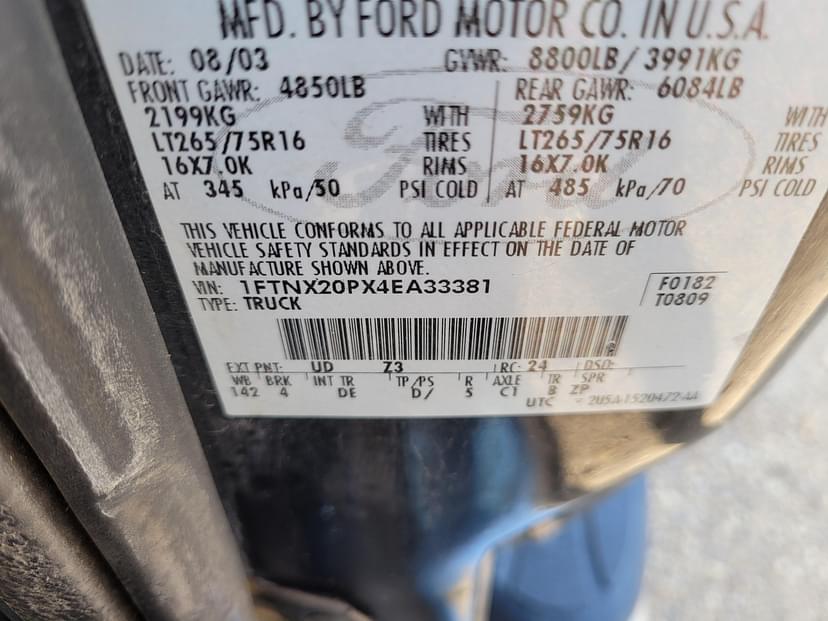 MFD. BY FORD MOTOR CO. IN U.S.A.
DATE: 08/03 GVWR: 8800LB/ 3991KG
FRONT GAWR: 4850LB REAR GAWR: 6084LB
2199KG WITH 2759KG WITH
LT265/75R16 TIRES LT265/75R16 TIRES
16X7.0K RIMS 16X7.0K RIMS
AT 345 kPa/50 PSI COLD AT 485 kPa/70 PSI COLD
THIS VEHICLE CONFORMS TO ALL APPLICABLE FEDERAL MOTOR
VEHICLE SAFETY STANDARDS IN EFFECT ON THE DATE OF
MANUFACTURE SHOWN ABOVE.
VIN: 1FTNX20PX4EA33381 F0182
TYPE: TRUCK T0809
EXT PNT: UD Z3 RC: 24 DSO:
WB BRK INT TR TP/PS R AXLE TR SPR
142 4 DE D/ 5 C1 B ZP
UTC
Ford